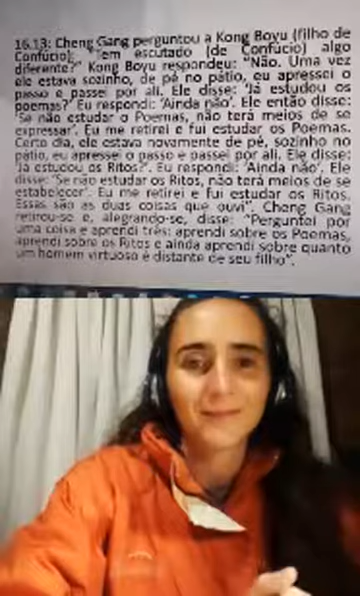 16.13: Cheng Gang perguntou a Kong Boyu (filho de
Confúcio): "Tem escutado (de Confúcio) algo
diferente?" Kong Boyu respondeu: "Não. Uma vez
ele estava sozinho, de pé no pátio, eu apressei o
passo e passei por ali. Ele disse: 'Já estudou os
poemas?' Eu respondi: 'Ainda não'. Ele então disse:
'Se não estudar o Poemas, não terá meios de se
expressar'. Eu me retirei e fui estudar os Poemas.
Certo dia, ele estava novamente de pé, sozinho no
pátio, eu apressei o passo e passei por ali. Ele disse:
'Já estudou os Ritos?'. Eu respondi: 'Ainda não'. Ele
disse: 'Se não estudar os Ritos, não terá meios de se
estabelecer'. Eu me retirei e fui estudar os Ritos.
Essas são as duas coisas que ouvi". Cheng Gang
retirou-se e, alegrando-se, disse: "Perguntei por
uma coisa e aprendi três: aprendi sobre os Poemas,
aprendi sobre os Ritos e ainda aprendi sobre quanto
um homem virtuoso é distante de seu filho".